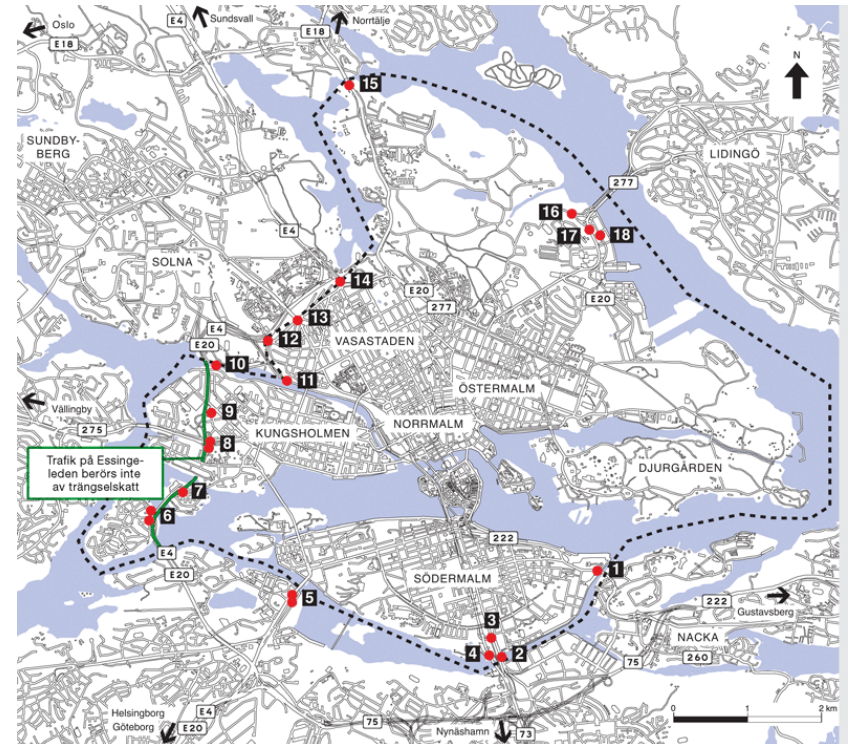 Oslo
Sundsvall
Norrtälje
E4
E18
E18
15
N
SUNDBY-
BERG
LIDINGÖ
277
16
17
18
E4
SOLNA
14
E20
277
E20
13
E4
12
VASASTADEN
E20
10
11
ÖSTERMALM
Vällingby
9
NORRMALM
275
KUNGSHOLMEN
8
Trafik på Essinge-
leden berörs inte
av trängselskatt
DJURGÅRDEN
7
6
222
E4
E20
SÖDERMALM
1
5
222
Gustavsberg
3
NACKA
4
2
75
260
E4
Helsingborg
Göteborg
75
Nynäshamn
73
0
1
2 km